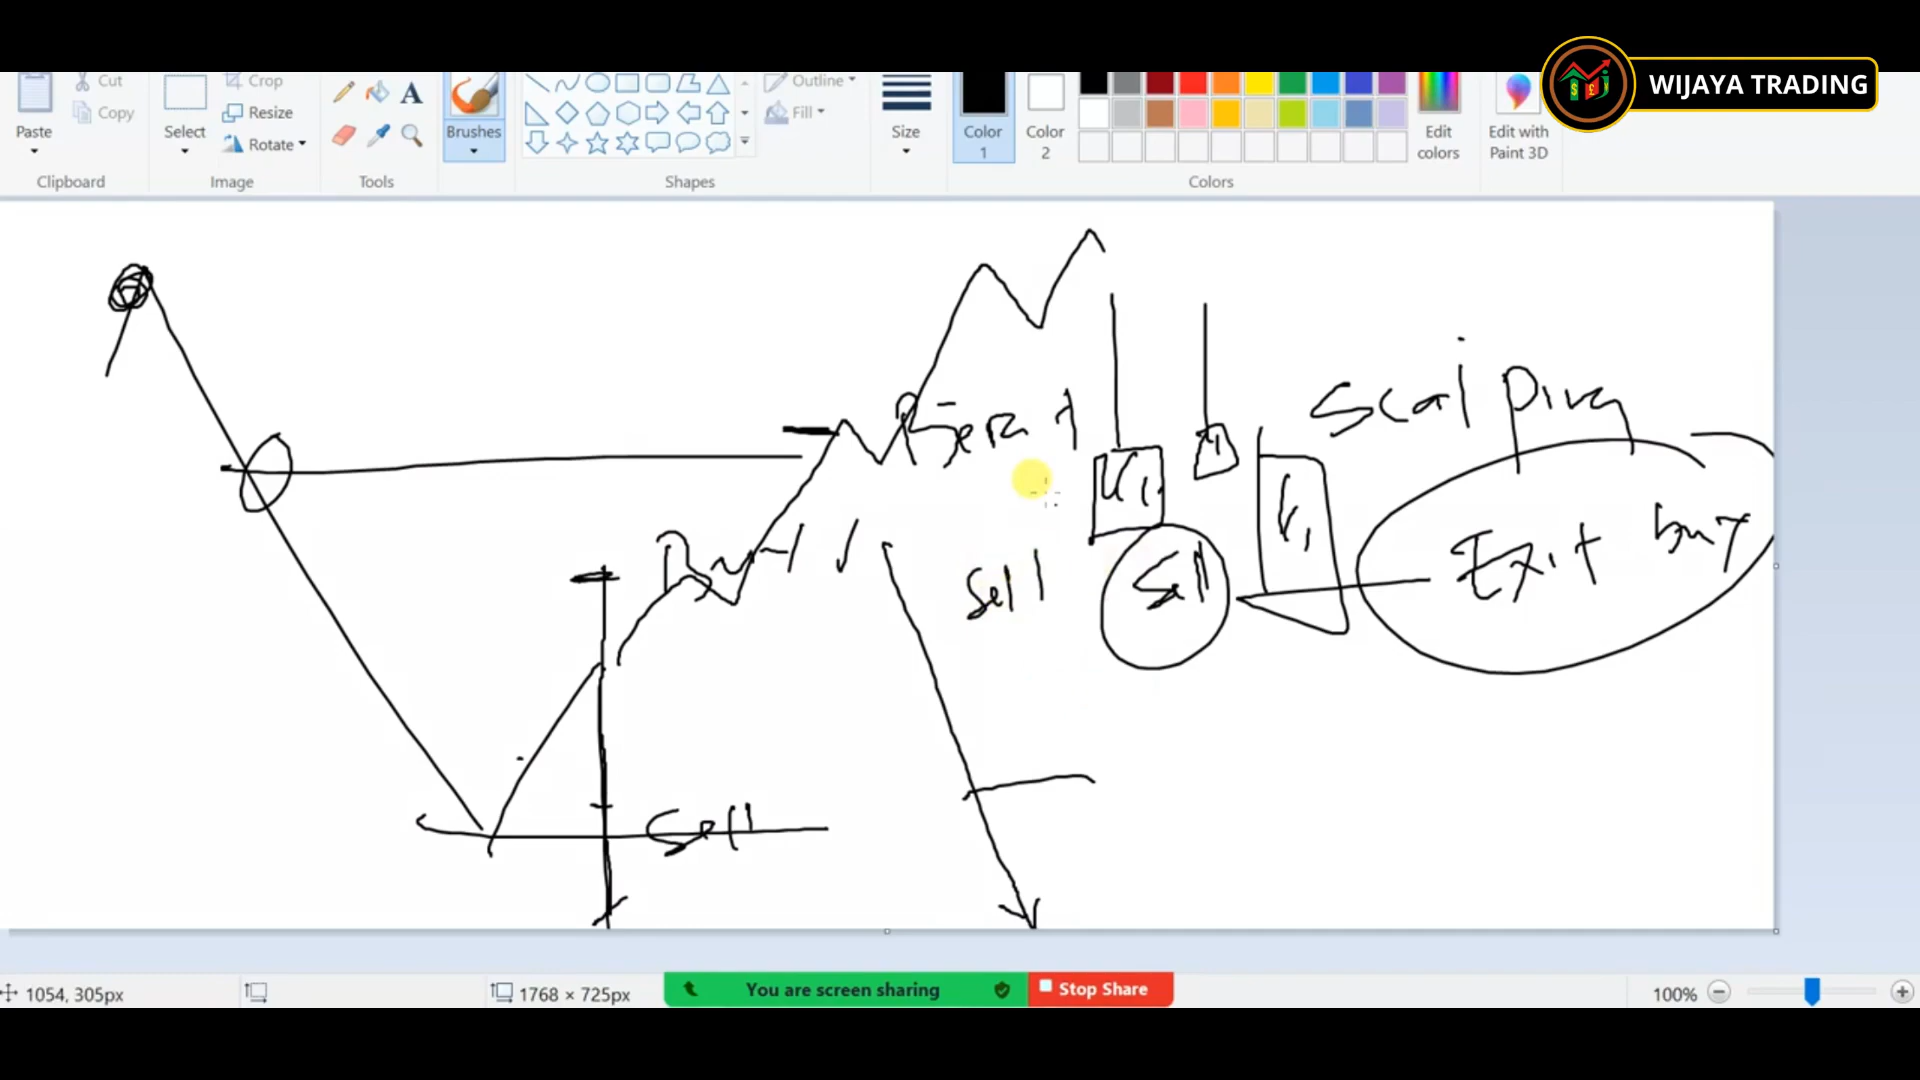 WIJAYA TRADING
Cut
Copy
Paste
Clipboard
Crop
Resize
Rotate
Select
Image
A
Tools
Brushes
Outline
Fill
Shapes
Size
Color 1
Color 2
Edit colors
Edit with Paint 3D
Colors
Scalping
Exit buy
Sell
Sell
Sell
1054, 305px
1768 × 725px
You are screen sharing
Stop Share
100%